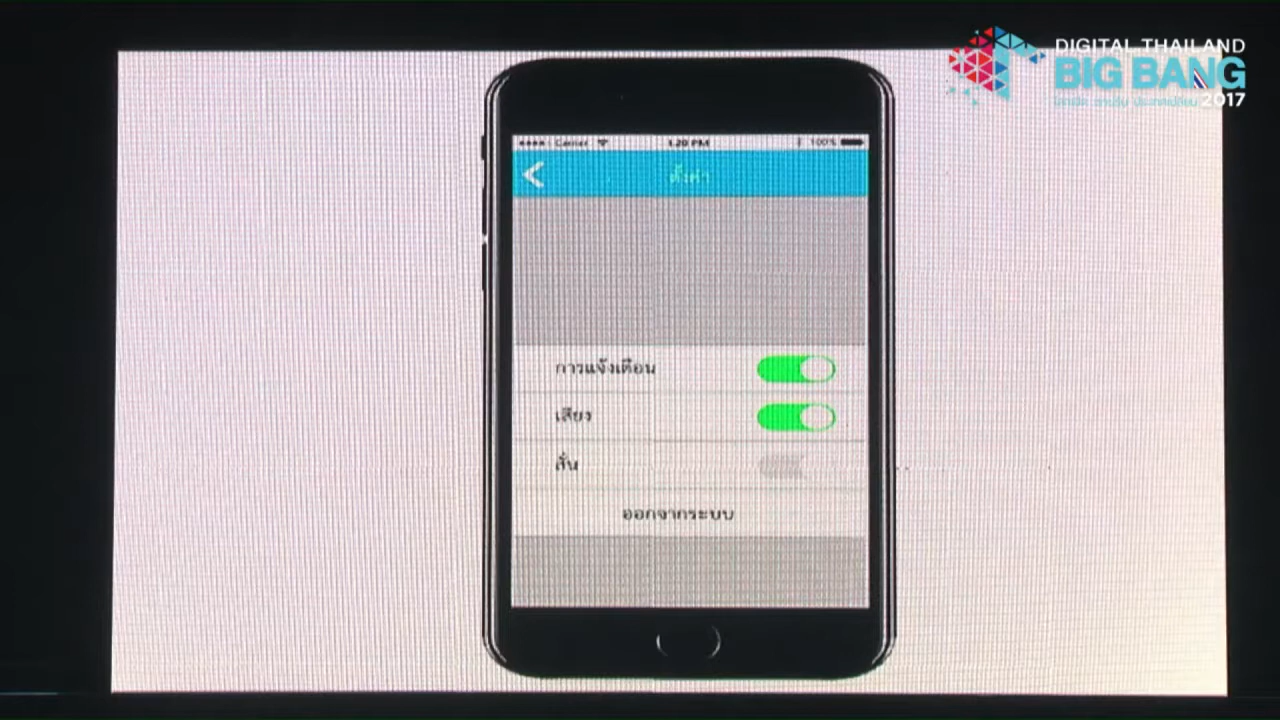 DIGITAL THAILAND
BIG BANG
2017
Carrier
1:20 PM
100%
ตั้งค่า
การแจ้งเตือน
เสียง
สั่น
ออกจากระบบ